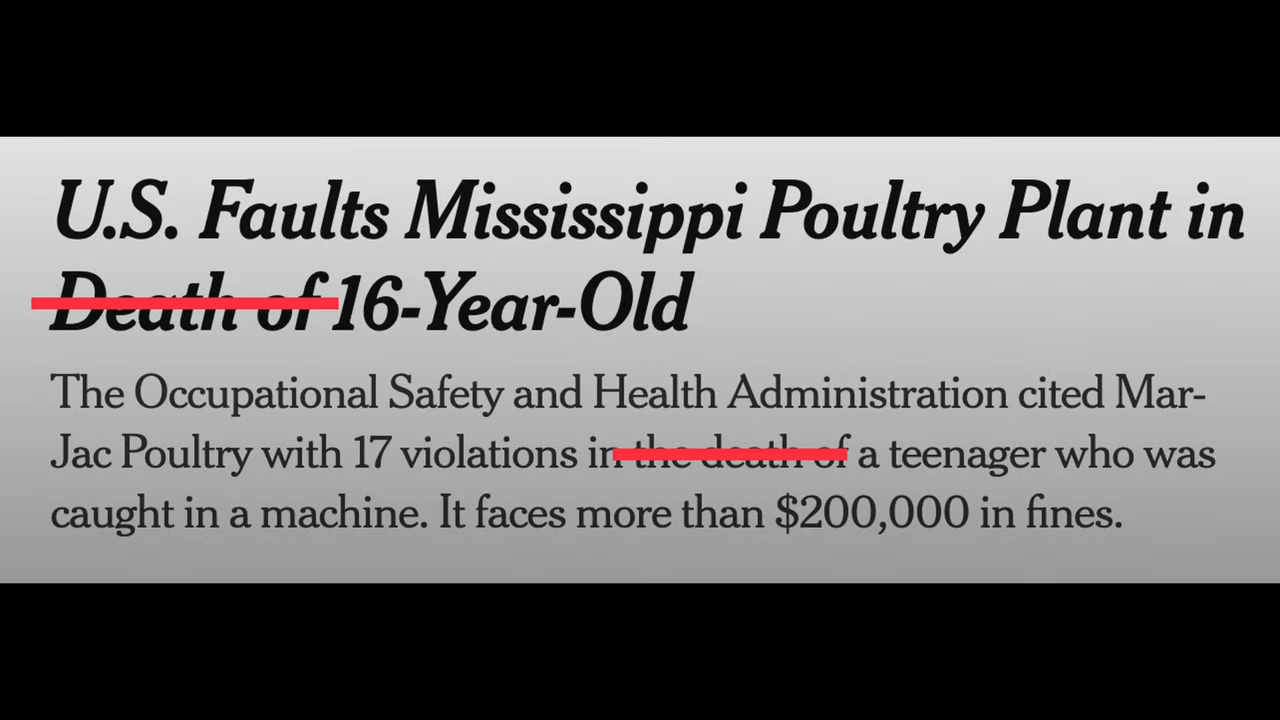 U.S. Faults Mississippi Poultry Plant in
Death of 16-Year-Old
The Occupational Safety and Health Administration cited Mar-
Jac Poultry with 17 violations in the death of a teenager who was
caught in a machine. It faces more than $200,000 in fines.